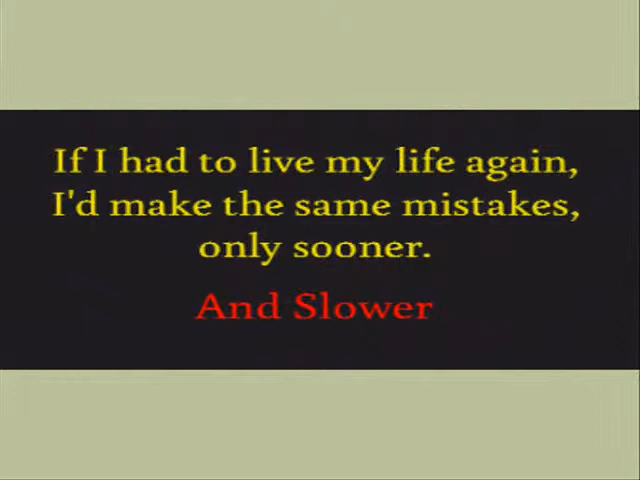 If I had to live my life again,
I'd make the same mistakes,
only sooner.
And Slower